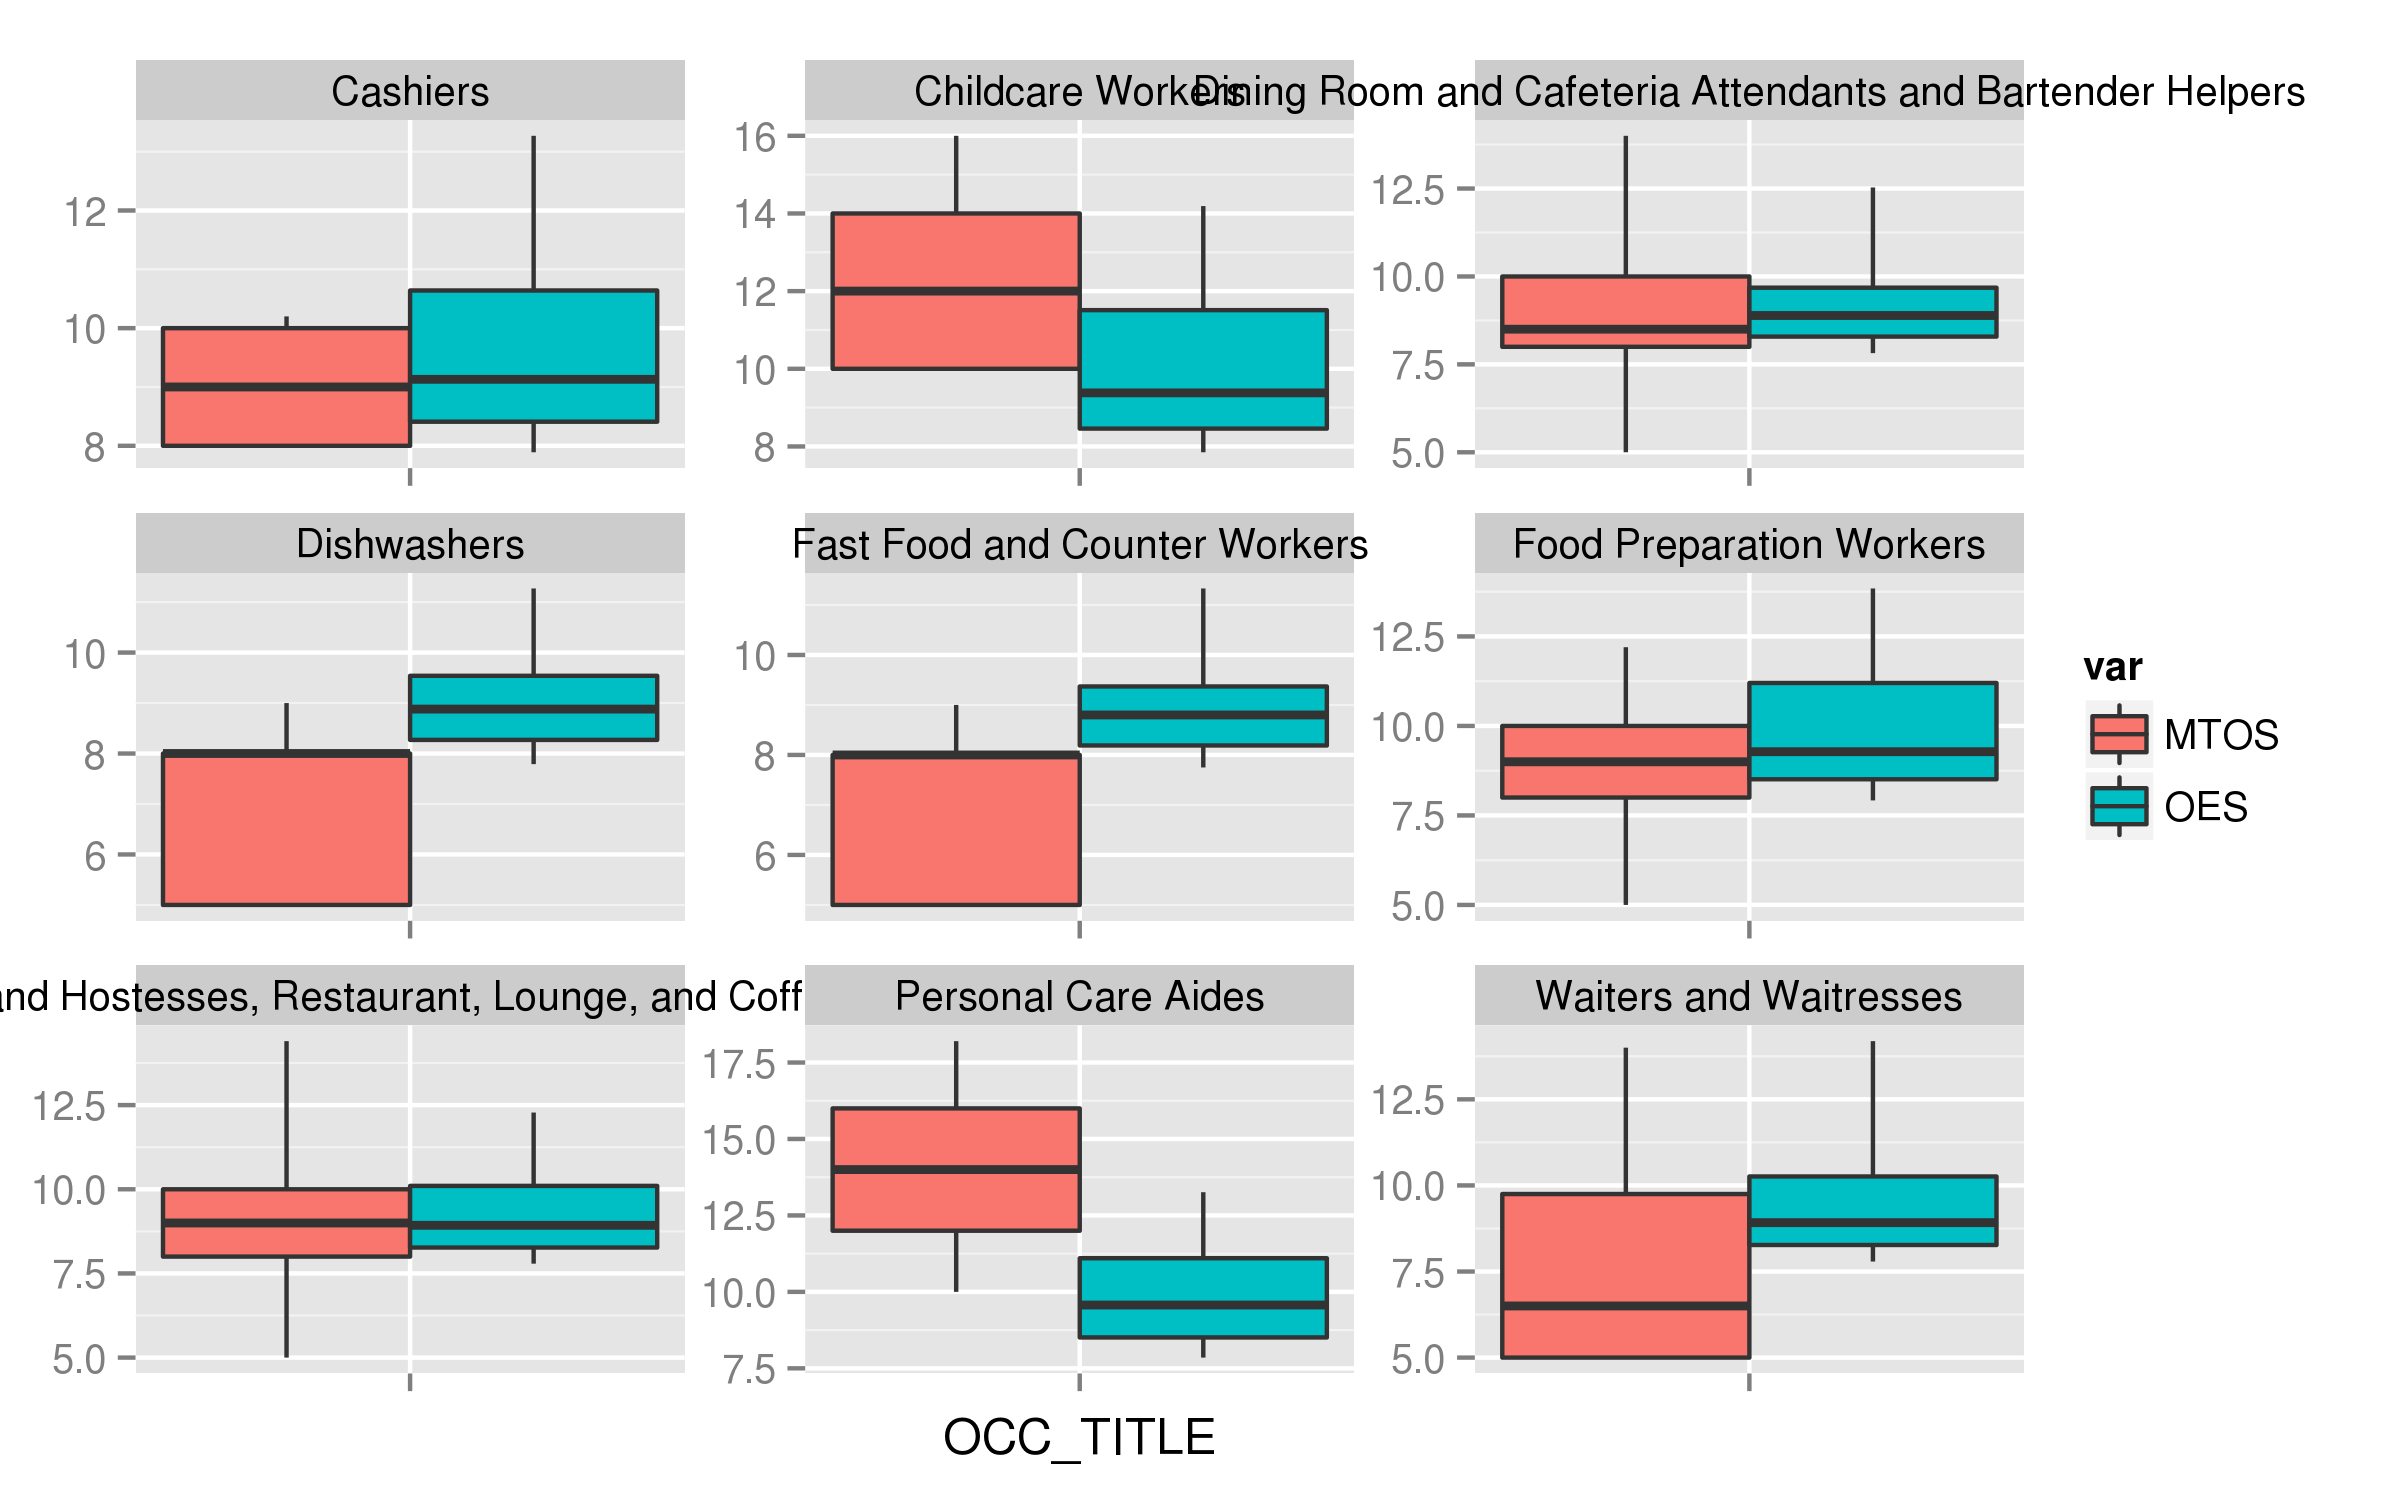 Cashiers
Childcare Workers
Dining Room and Cafeteria Attendants and Bartender Helpers
12
10
8
16
14
12
10
8
12.5
10.0
7.5
5.0
Dishwashers
Fast Food and Counter Workers
Food Preparation Workers
10
8
6
10
8
6
12.5
10.0
7.5
5.0
var
MTOS
OES
and Hostesses, Restaurant, Lounge, and Coff
Personal Care Aides
Waiters and Waitresses
12.5
10.0
7.5
5.0
17.5
15.0
12.5
10.0
7.5
12.5
10.0
7.5
5.0
OCC_TITLE